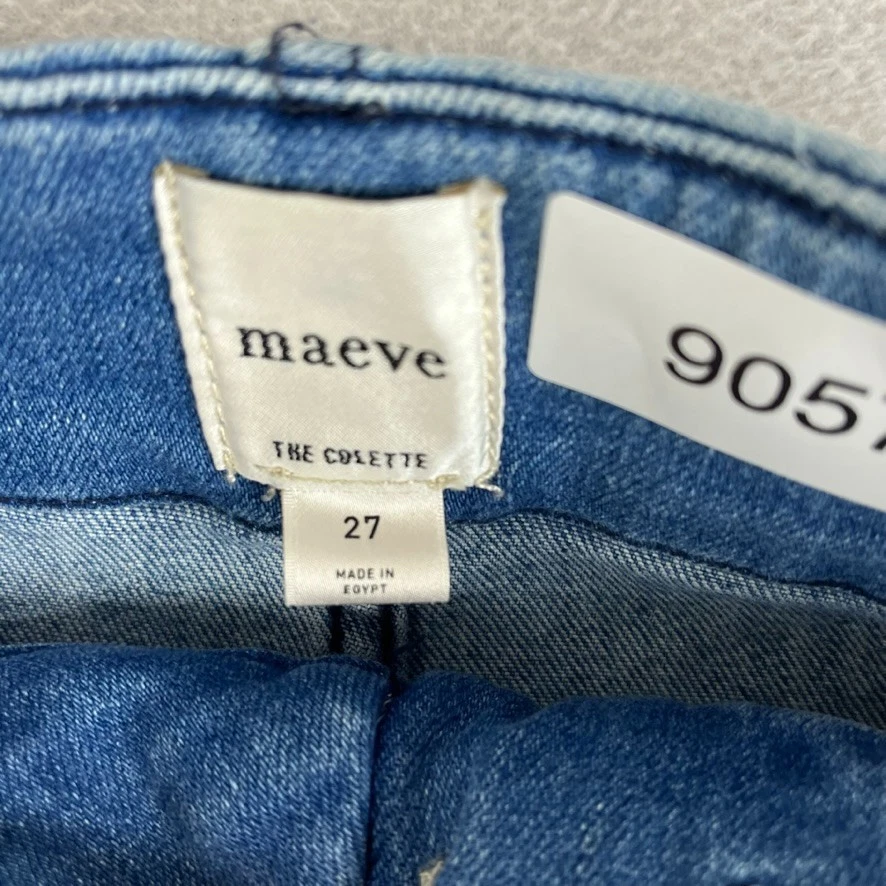 maeve
THE COLETTE
27
MADE IN
EGYPT
9057